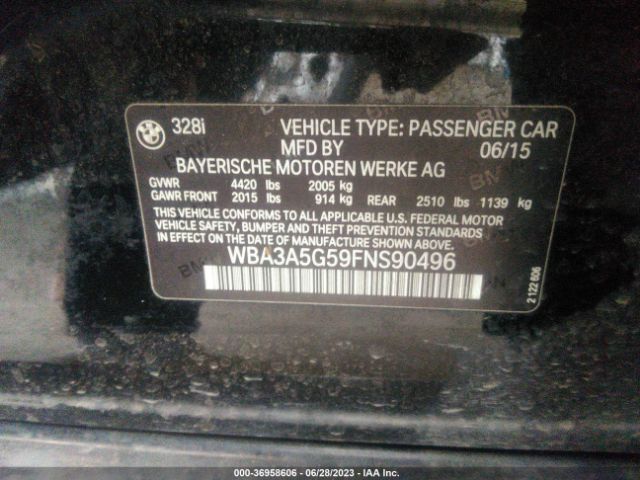 328i VEHICLE TYPE: PASSENGER CAR
MFD BY 06/15
BAYERISCHE MOTOREN WERKE AG
GVWR 4420 lbs 2005 kg
GAWR FRONT 2015 lbs 914 kg REAR 2510 lbs 1139 kg
THIS VEHICLE CONFORMS TO ALL APPLICABLE U.S. FEDERAL MOTOR
VEHICLE SAFETY, BUMPER AND THEFT PREVENTION STANDARDS
IN EFFECT ON THE DATE OF MANUFACTURE SHOWN ABOVE.
WBA3A5G59FNS90496
2 122 606
000-36958606 - 06/28/2023 - IAA Inc.